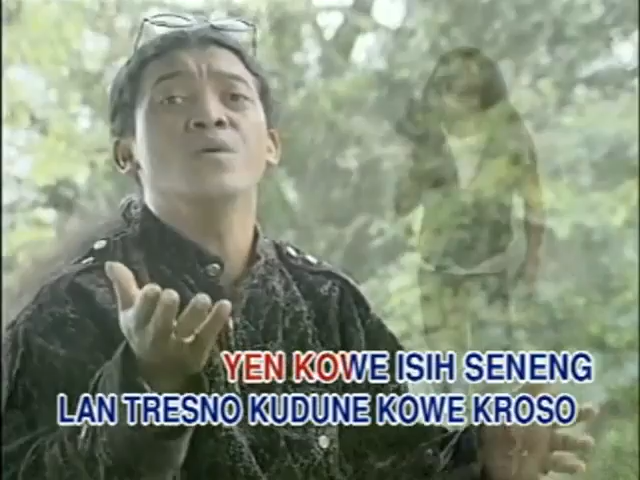 YEN KOWE ISIH SENENG
LAN TRESNO KUDUNE KOWE KROSO